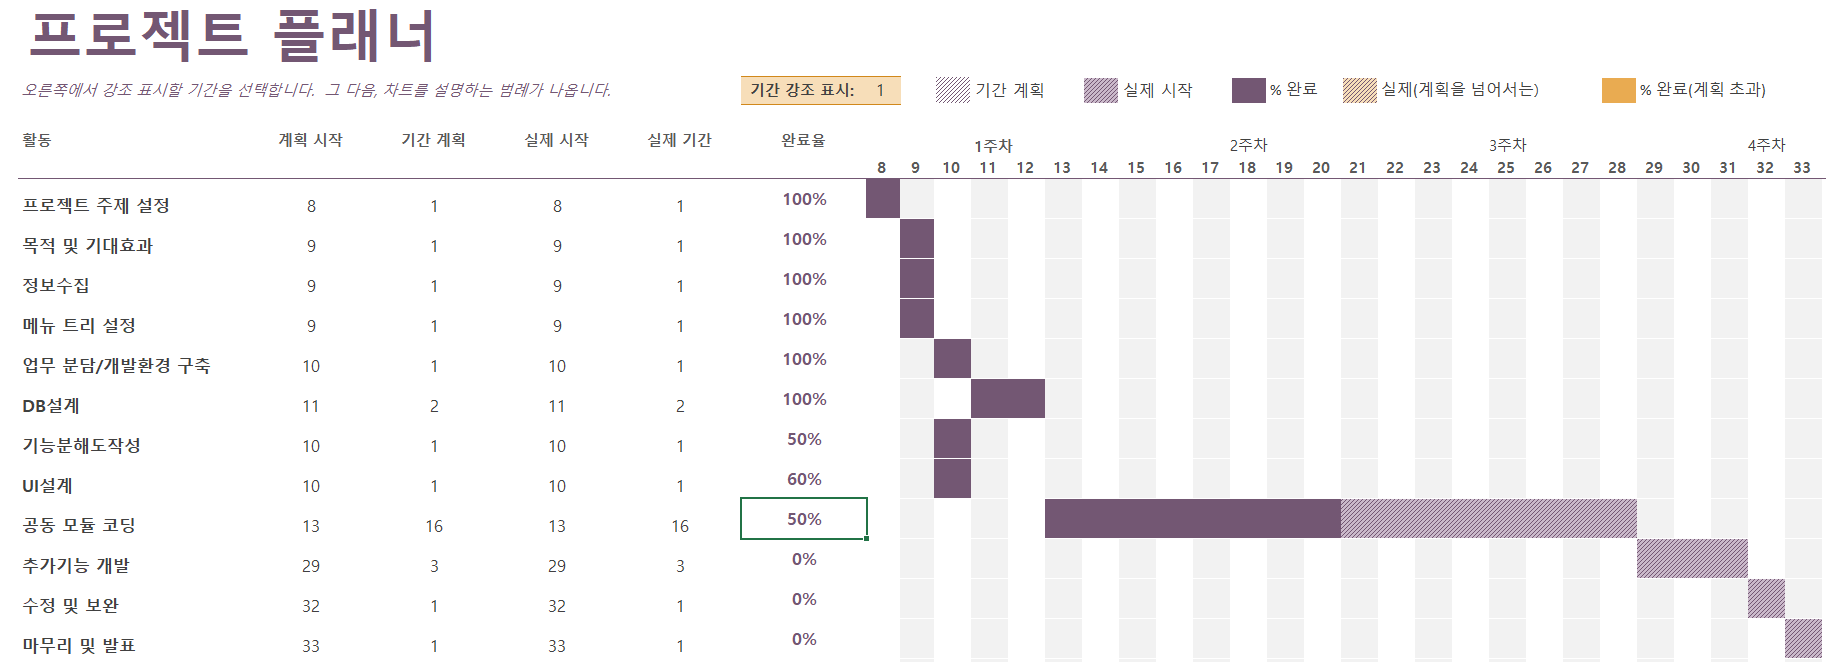 프로젝트 플래너
오른쪽에서 강조 표시할 기간을 선택합니다. 그 다음, 차트를 설명하는 범례가 나옵니다.
기간 강조 표시: 1
기간 계획
실제 시작
% 완료
실제(계획을 넘어서는)
% 완료(계획 초과)
활동 계획 시작 기간 계획 실제 시작 실제 기간 완료율
1주차 2주차 3주차 4주차
8 9 10 11 12 13 14 15 16 17 18 19 20 21 22 23 24 25 26 27 28 29 30 31 32 33
프로젝트 주제 설정 8 1 8 1 100%
목적 및 기대효과 9 1 9 1 100%
정보수집 9 1 9 1 100%
메뉴 트리 설정 9 1 9 1 100%
업무 분담/개발환경 구축 10 1 10 1 100%
DB설계 11 2 11 2 100%
기능분해도작성 10 1 10 1 50%
UI설계 10 1 10 1 60%
공동 모듈 코딩 13 16 13 16 50%
추가기능 개발 29 3 29 3 0%
수정 및 보완 32 1 32 1 0%
마무리 및 발표 33 1 33 1 0%